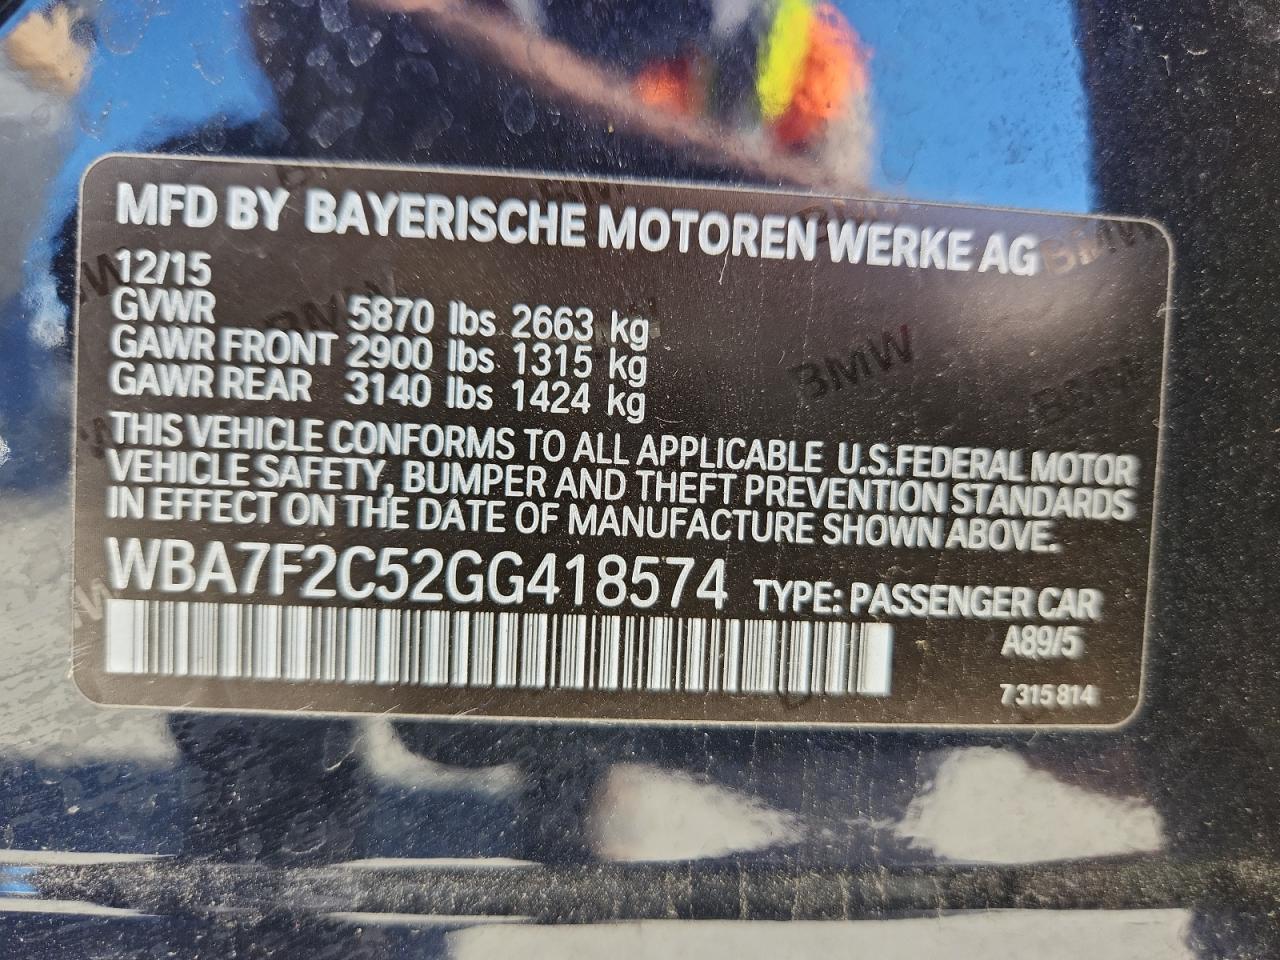 MFD BY BAYERISCHE MOTOREN WERKE AG
12/15
GVWR 5870 lbs 2663 kg
GAWR FRONT 2900 lbs 1315 kg
GAWR REAR 3140 lbs 1424 kg
THIS VEHICLE CONFORMS TO ALL APPLICABLE U.S.FEDERAL MOTOR
VEHICLE SAFETY, BUMPER AND THEFT PREVENTION STANDARDS
IN EFFECT ON THE DATE OF MANUFACTURE SHOWN ABOVE.
WBA7F2C52GG418574 TYPE: PASSENGER CAR
A89/5
7 315 814